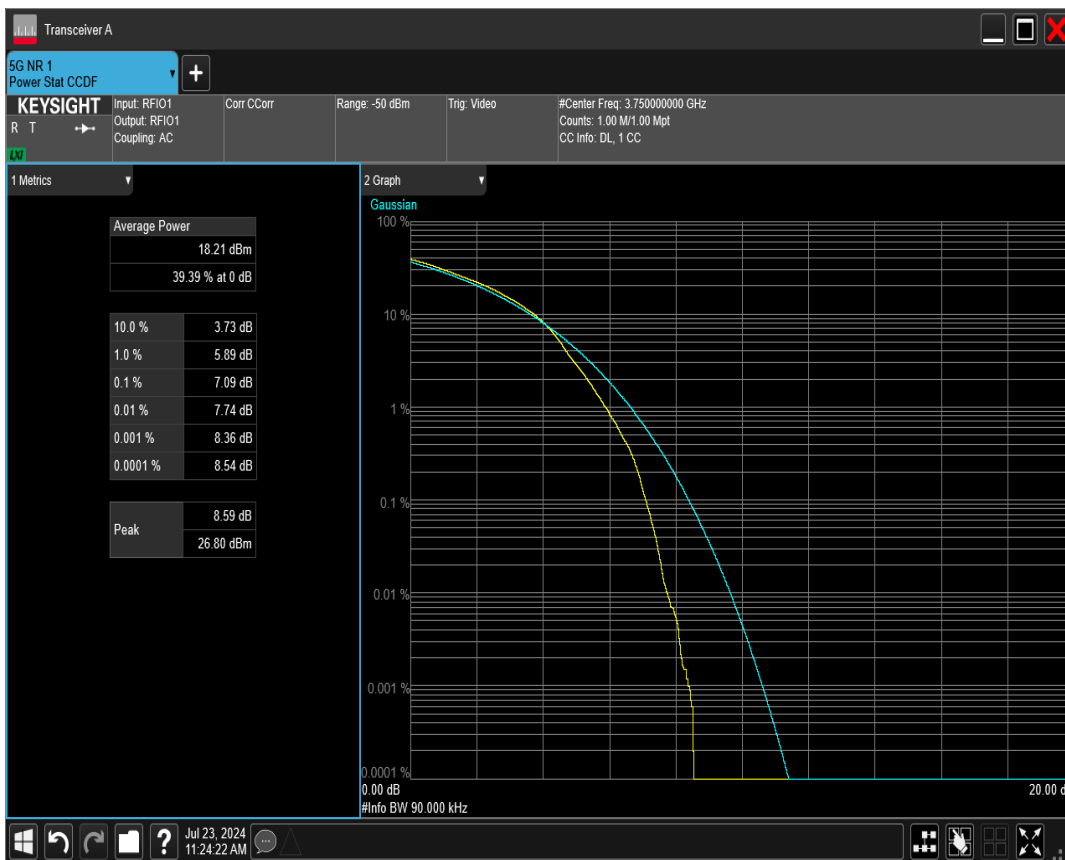 Transceiver A
5G NR 1
Power Stat CCDF
KEYSIGHT
R T
LXI
Input: RFIO1
Output: RFIO1
Coupling: AC
Corr CCorr
Range: -50 dBm
Trig: Video
#Center Freq: 3.750000000 GHz
Counts: 1.00 M/1.00 Mpt
CC Info: DL, 1 CC
1 Metrics
Average Power
18.21 dBm
39.39 % at 0 dB
10.0 % 3.73 dB
1.0 % 5.89 dB
0.1 % 7.09 dB
0.01 % 7.74 dB
0.001 % 8.36 dB
0.0001 % 8.54 dB
Peak
8.59 dB
26.80 dBm
2 Graph
Gaussian
100 %
10 %
1 %
0.1 %
0.01 %
0.001 %
0.0001 %
0.00 dB
20.00 d
#Info BW 90.000 kHz
?
Jul 23, 2024
11:24:22 AM